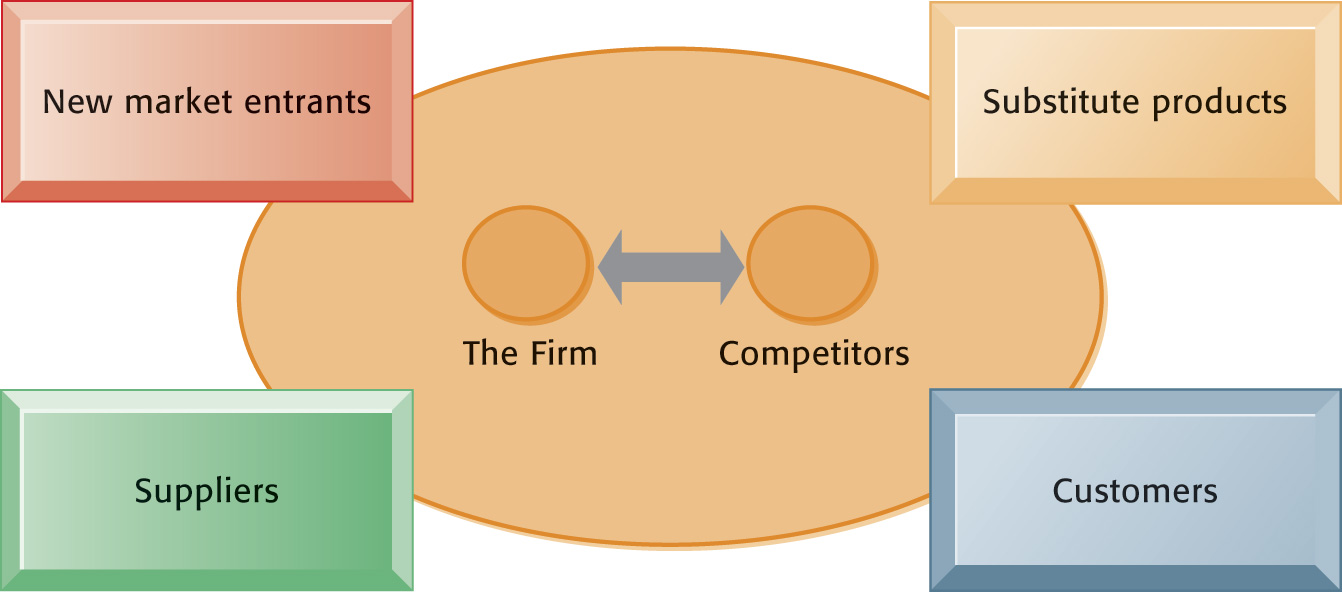 New market entrants
Substitute products
The Firm
Competitors
Suppliers
Customers